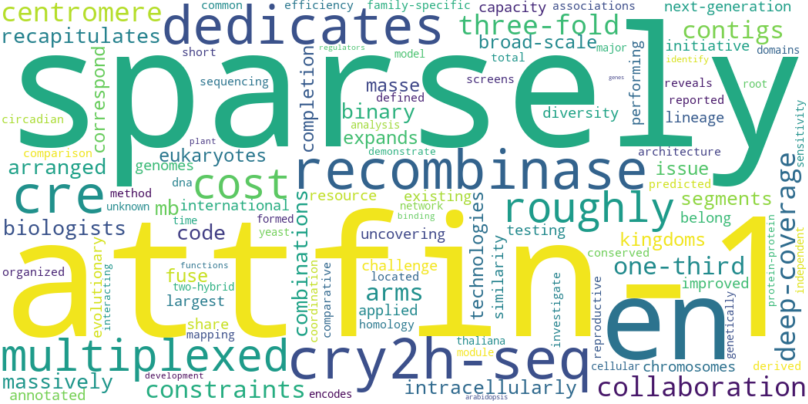 common efficiency family-specific capacity associations next-generation
centromere dedicates three-fold contigs
recapitulates short regulators model broad-scale major initiative domains
sparsely
total identify
circadian correspond sequencing completion masse screens genes performing reveals root
defined binary diversity reported lineage sensitivity
comparison plant analysis expands demonstrate architecture
arranged eukaryotes recombinase issue
genomes cost predicted
cre dna method resource existing roughly segments
unknown mb international network belong
biologists time formed binding
code yeast combinations uncovering technologies testing kingdoms conserved
attfin-1
organized evolutionary interacting functions fuse two-hybrid challenge similarity one-third deep-coverage
largest coordination comparative located arms investigate en improved protein-protein independent
share applied reproductive genetically
mapping homology
multiplexed cry2h-seq thaliana cellular chromosomes derived
module
massively development constraints intracellularly collaboration
annotated encodes arabidopsis